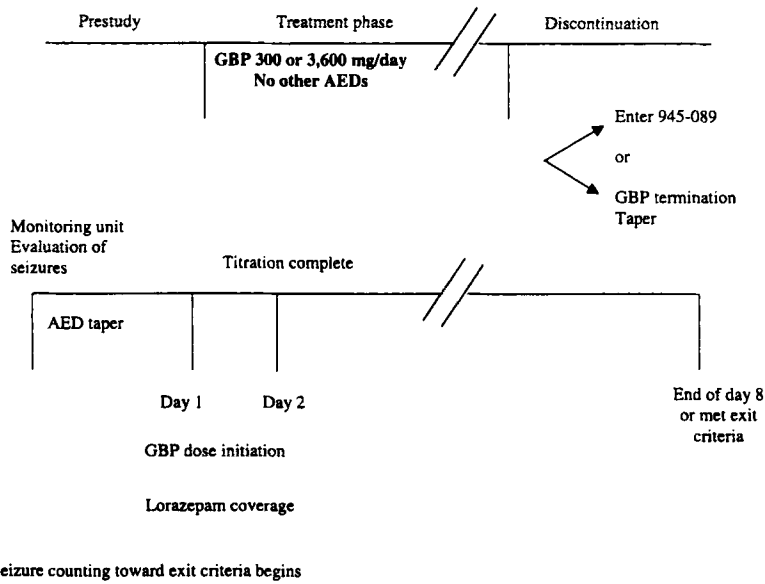 Prestudy
Treatment phase
Discontinuation
GBP 300 or 3,600 mg/day
No other AEDs
Enter 945-089
or
GBP termination
Taper
Monitoring unit
Evaluation of
seizures
Titration complete
AED taper
Day 1
Day 2
End of day 8
or met exit
criteria
GBP dose initiation
Lorazepam coverage
eizure counting toward exit criteria begins